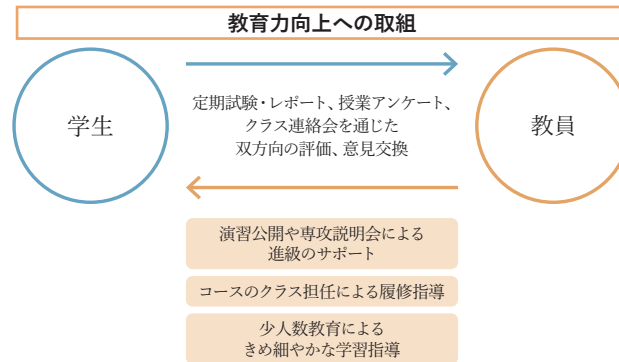 教育力向上への取組
学生
定期試験・レポート、授業アンケート、
クラス連絡会を通じた
双方向の評価、意見交換
教員
演習公開や専攻説明会による
進級のサポート
コースのクラス担任による履修指導
少人数教育による
きめ細やかな学習指導